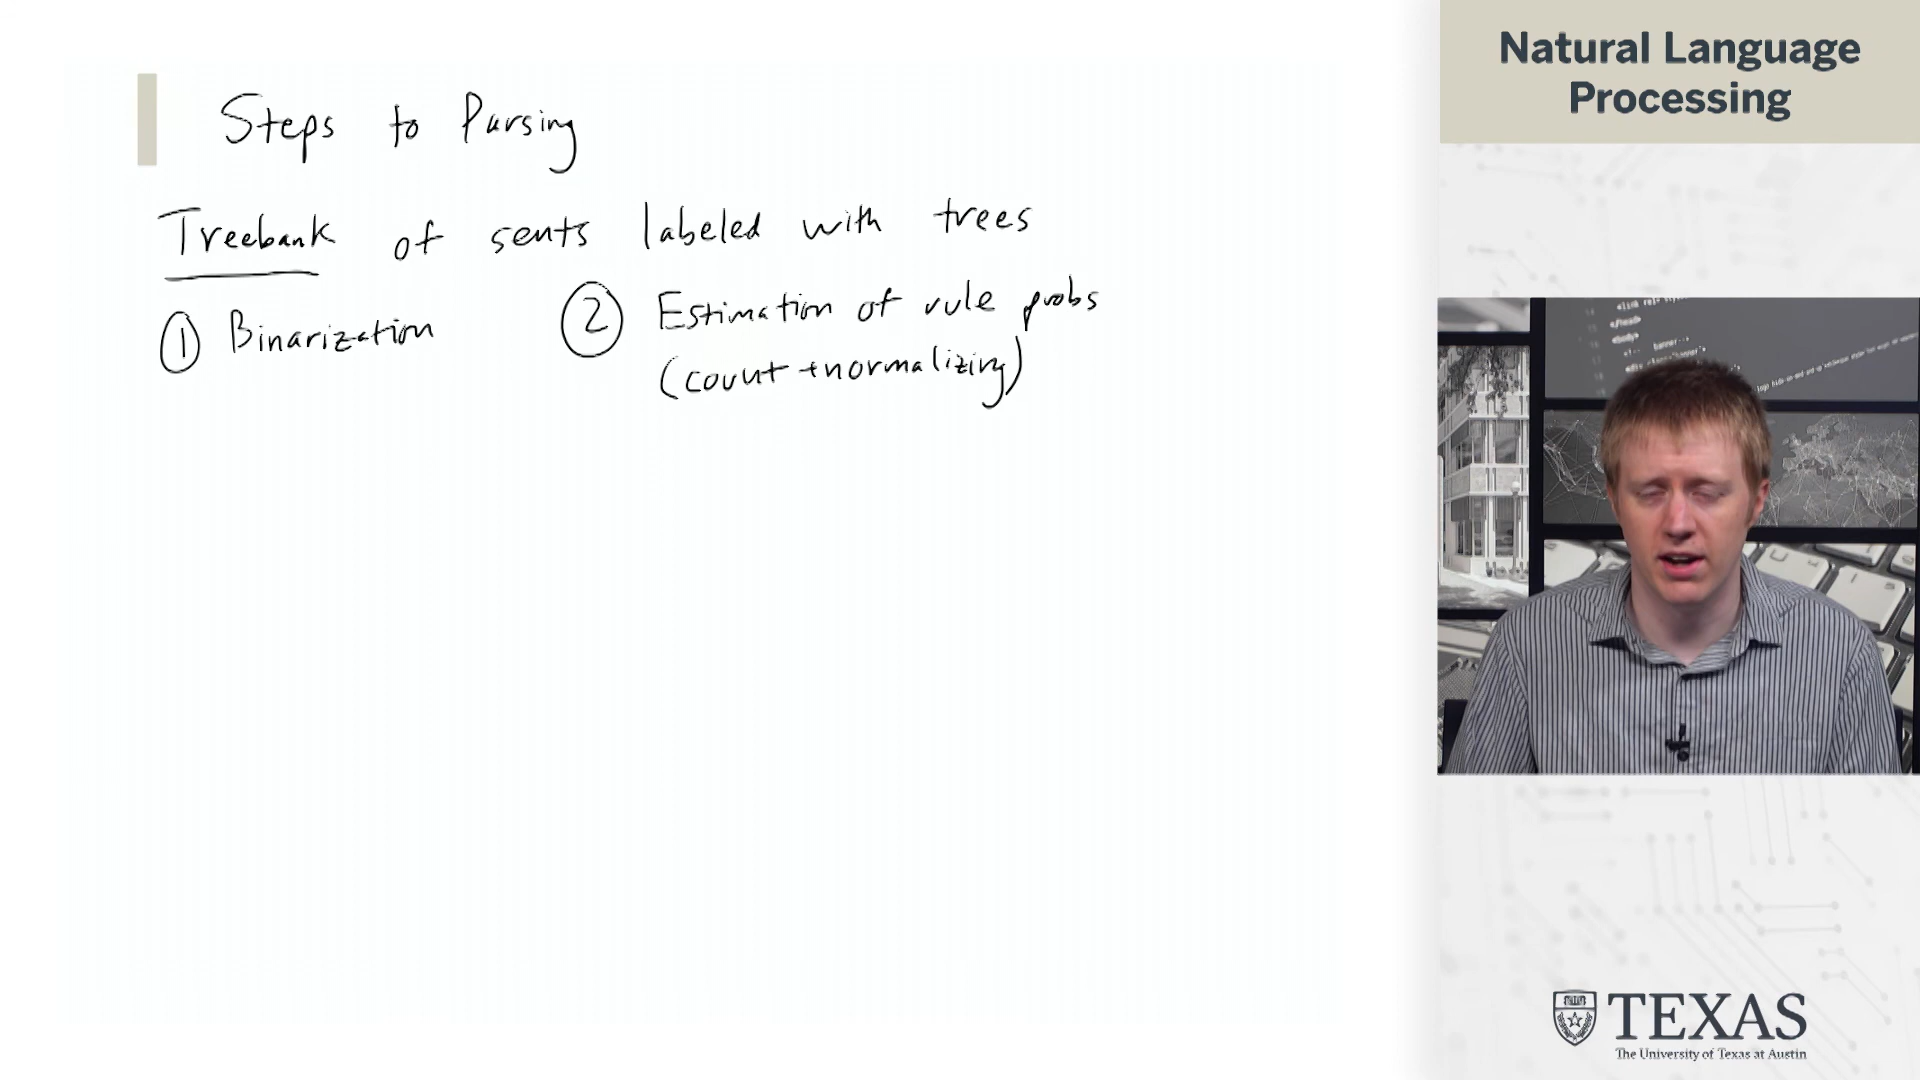 Steps to Parsing
Treebank of sents labeled with trees
① Binarization
② Estimation of rule probs
(count + normalizing)
Natural Language
Processing
TEXAS
The University of Texas at Austin